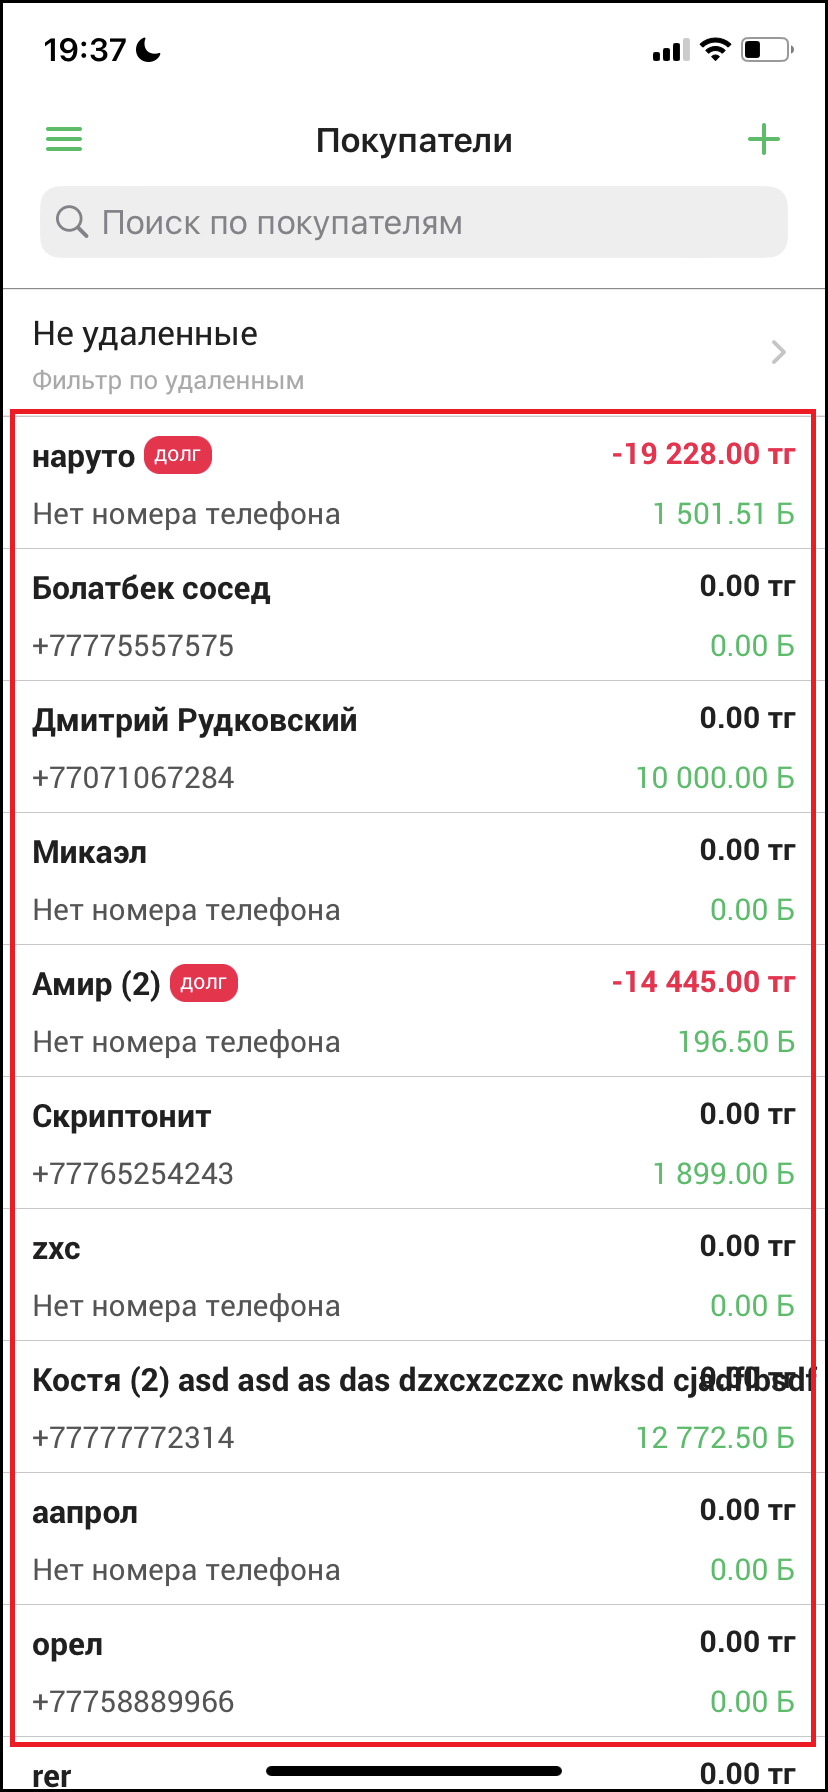 19:37
Покупатели
Поиск по покупателям
Не удаленные
Фильтр по удаленным
наруто долг -19 228.00 тг
Нет номера телефона 1 501.51 Б
Болатбек сосед 0.00 тг
+77775557575 0.00 Б
Дмитрий Рудковский 0.00 тг
+77071067284 10 000.00 Б
Микаэл 0.00 тг
Нет номера телефона 0.00 Б
Амир (2) долг -14 445.00 тг
Нет номера телефона 196.50 Б
Скриптонит 0.00 тг
+77765254243 1 899.00 Б
zxc 0.00 тг
Нет номера телефона 0.00 Б
Костя (2) asd asd as das dzxcxzczxc nwksd 0.00 тг
+77777772314 12 772.50 Б
аапрол 0.00 тг
Нет номера телефона 0.00 Б
орел 0.00 тг
+77758889966 0.00 Б
rer 0.00 тг